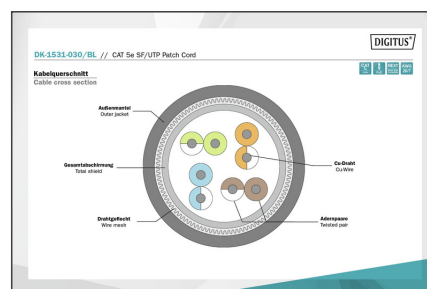 DIGITUS®
DK-1531-030/BL // CAT 5e SF/UTP Patch Cord
Kabelquerschnitt
Cable cross section
Außenmantel
Outer jacket
Gesamtabschirmung
Total shield
Drahtgeflecht
Wire mesh
Cu-Draht
Cu-Wire
Adernpaare
Twisted pair